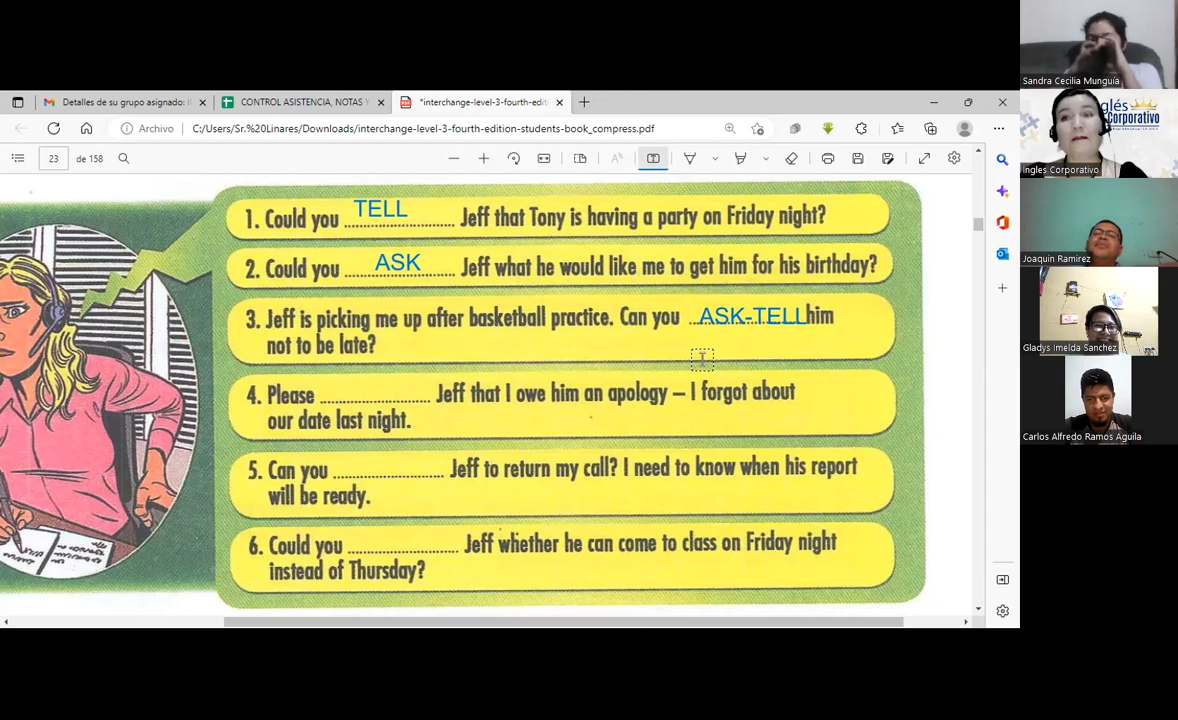 Detalles de su grupo asignado: I
CONTROL ASISTENCIA, NOTAS Y
*interchange-level-3-fourth-edit
Archivo
C:/Users/Sr.%20Linares/Downloads/interchange-level-3-fourth-edition-students-book_compress.pdf
23 de 158
1. Could you TELL Jeff that Tony is having a party on Friday night?
2. Could you ASK Jeff what he would like me to get him for his birthday?
3. Jeff is picking me up after basketball practice. Can you ASK-TELL him
not to be late?
4. Please .............................. Jeff that I owe him an apology – I forgot about
our date last night.
5. Can you .............................. Jeff to return my call? I need to know when his report
will be ready.
6. Could you .............................. Jeff whether he can come to class on Friday night
instead of Thursday?
Sandra Cecilia Munguía
glés
Corporativo
Ingles Corporativo
Joaquin Ramirez
Gladys Imelda Sanchez
Carlos Alfredo Ramos Aguila